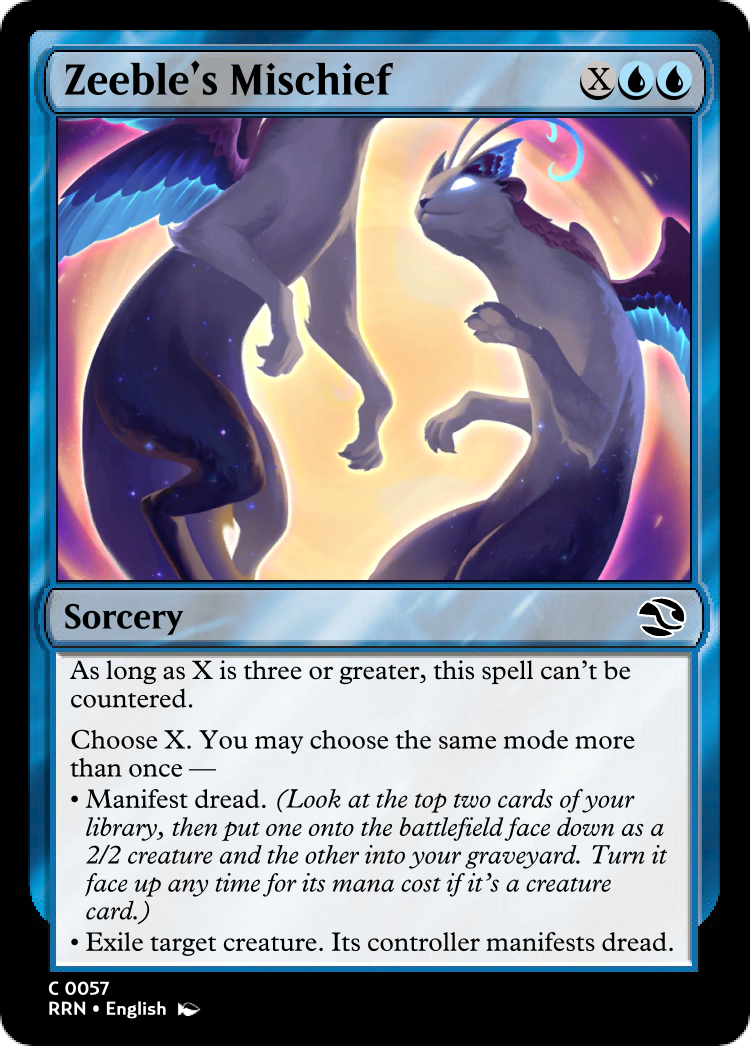 Zeeble's Mischief
X
Sorcery
As long as X is three or greater, this spell can't be
countered.
Choose X. You may choose the same mode more
than once —
• Manifest dread. (Look at the top two cards of your
library, then put one onto the battlefield face down as a
2/2 creature and the other into your graveyard. Turn it
face up any time for its mana cost if it's a creature
card.)
• Exile target creature. Its controller manifests dread.
C 0057
RRN • English